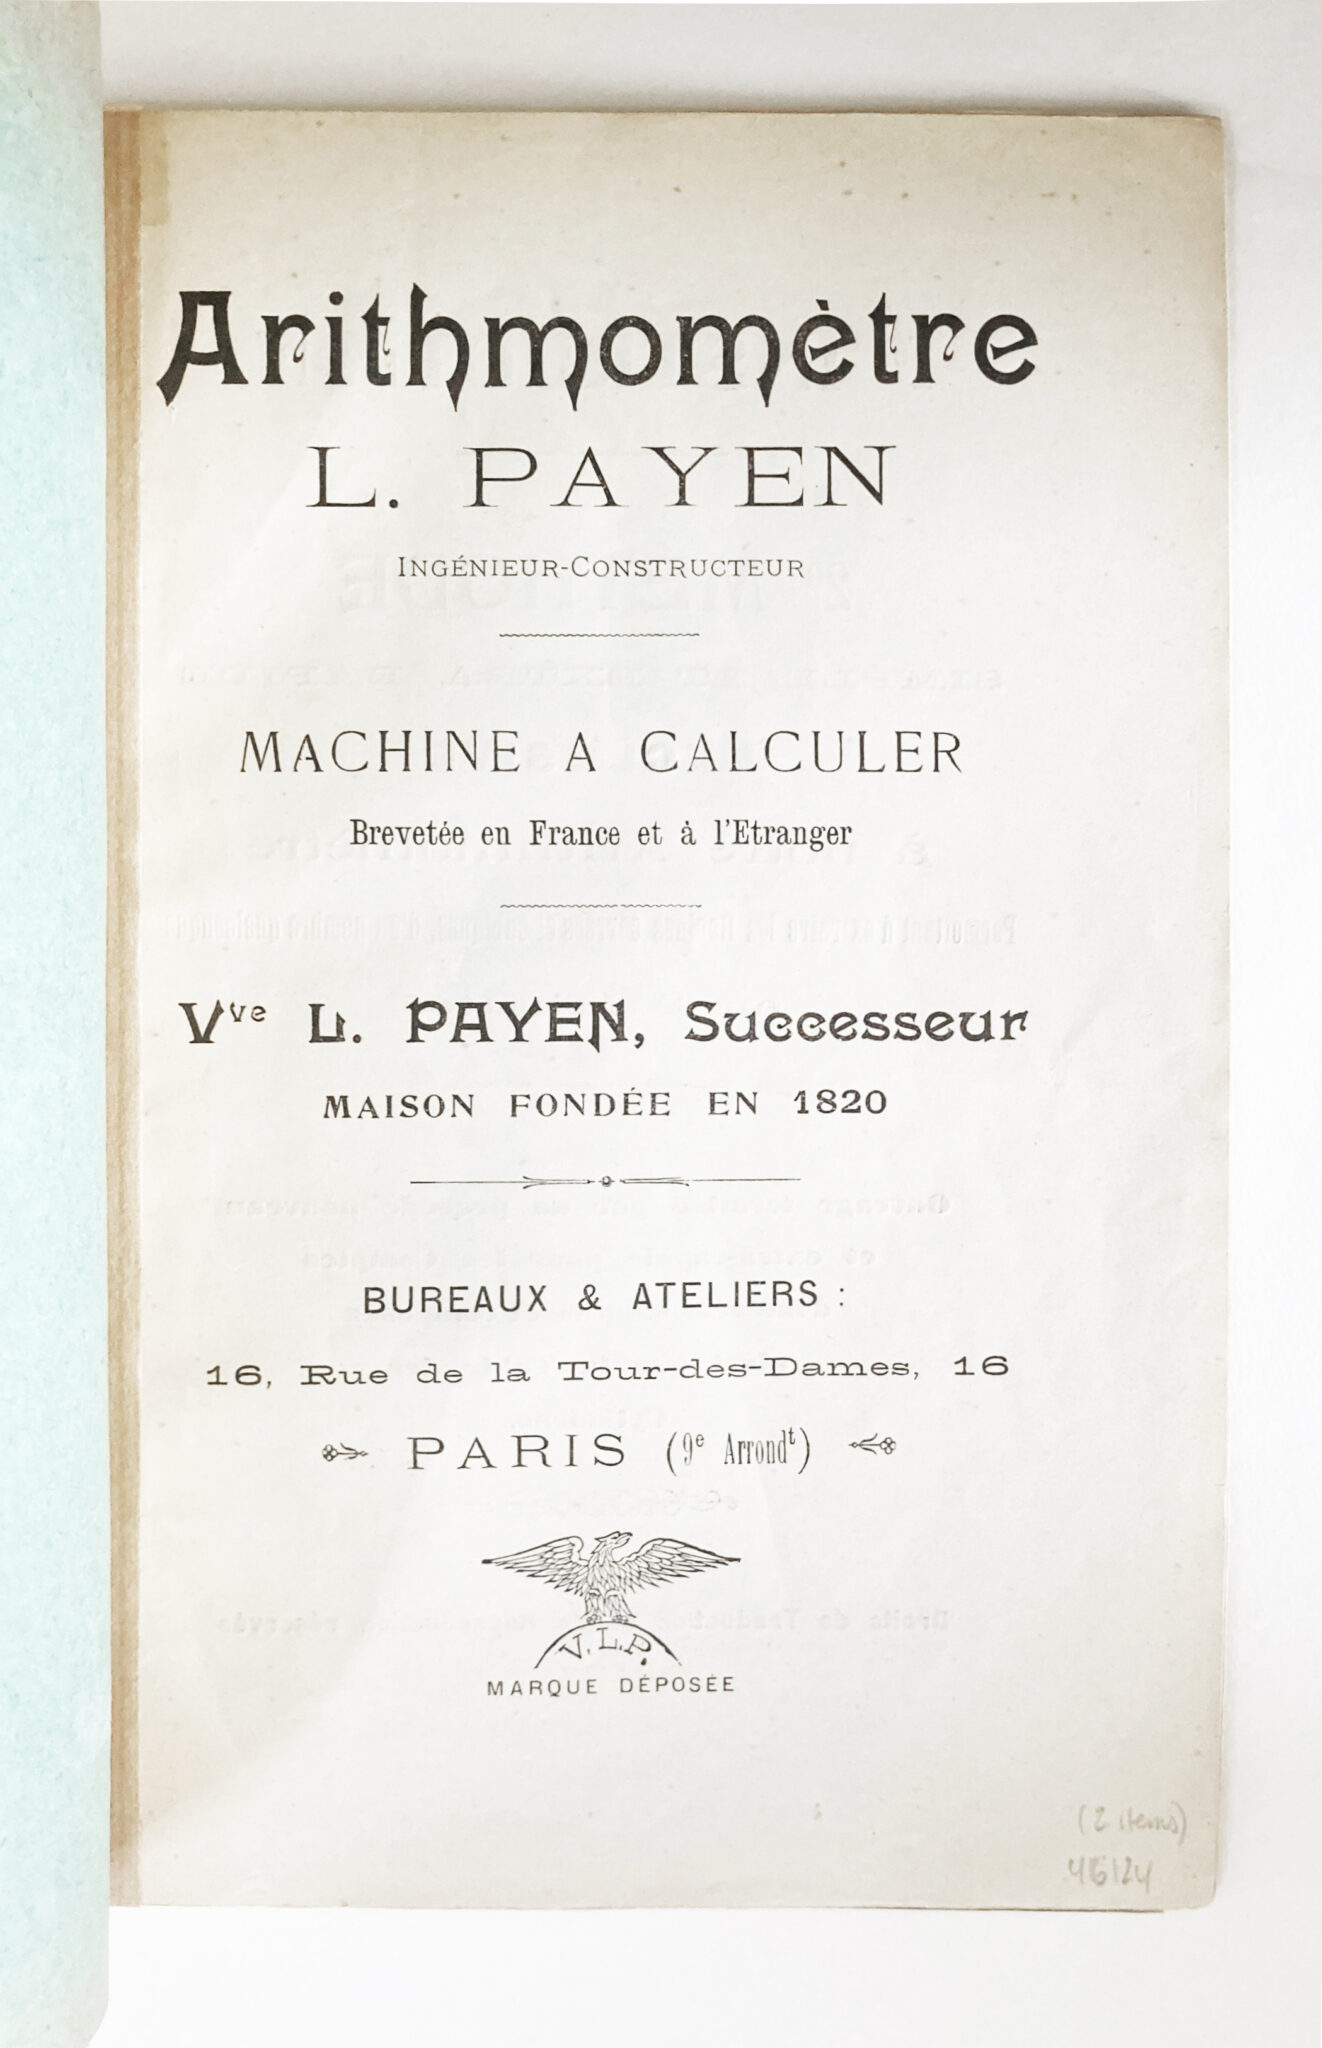 Arithmomètre
L. PAYEN
INGÉNIEUR-CONSTRUCTEUR
MACHINE A CALCULER
Brevetée en France et à l'Etranger
Vve L. PAYEN, Successeur
MAISON FONDÉE EN 1820
BUREAUX & ATELIERS :
16, Rue de la Tour-des-Dames, 16
PARIS (9e Arrondt)
V.L.P.
MARQUE DÉPOSÉE
(2 items)